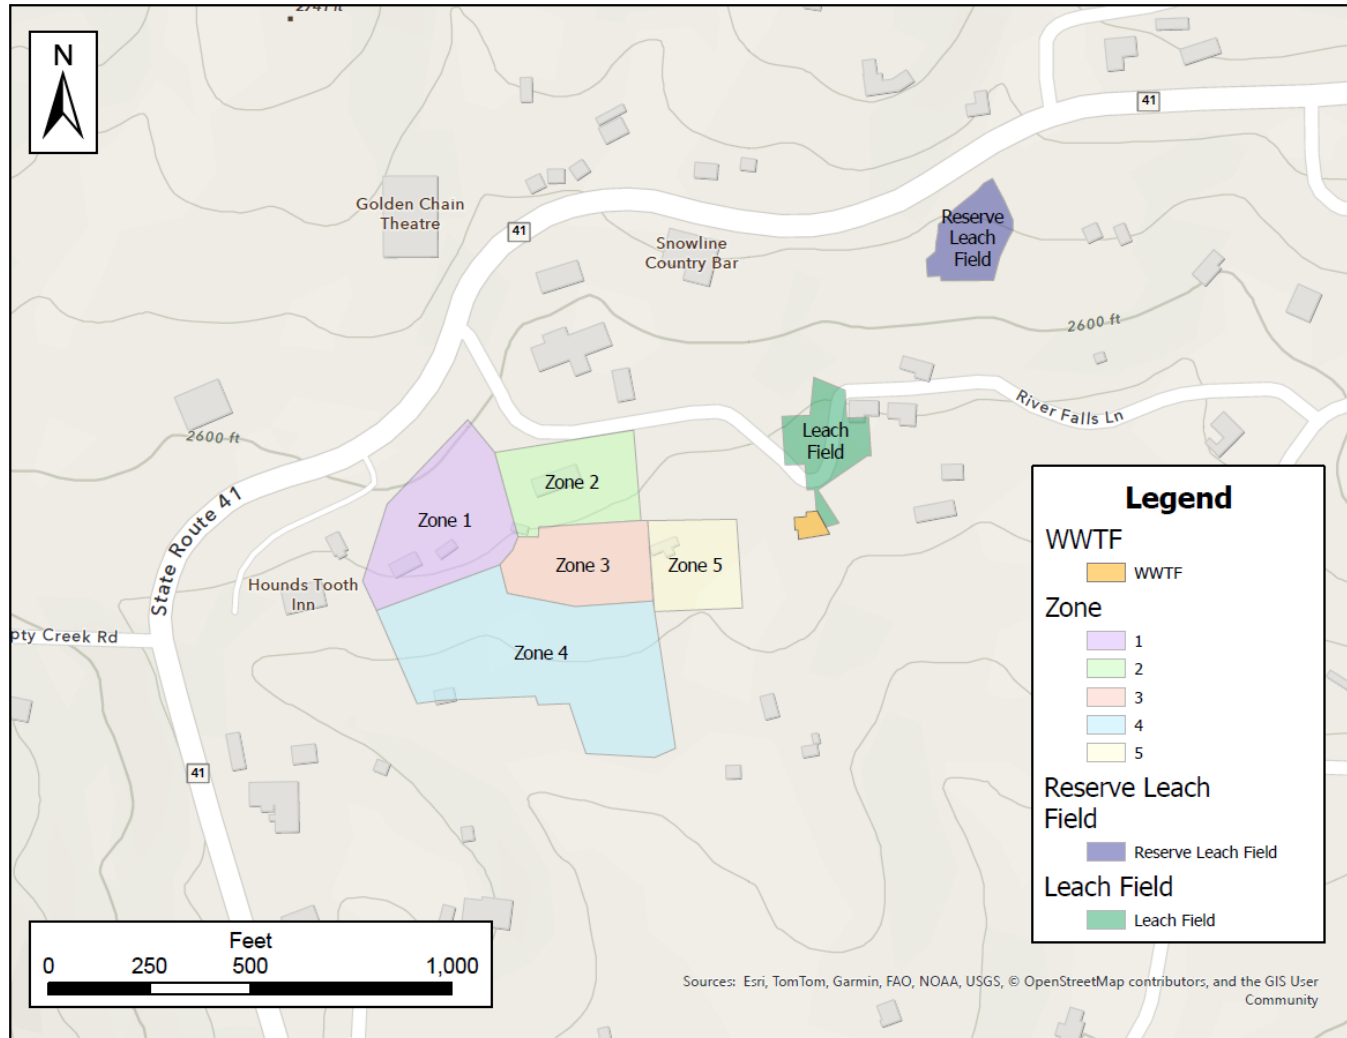 2741 ft
N
41
Golden Chain
Theatre
41
Snowline
Country Bar
Reserve
Leach
Field
2600 ft
River Falls Ln
2600 ft
Leach
Field
State Route 41
Zone 1
Zone 2
Zone 3
Zone 5
Hounds Tooth
Inn
pty Creek Rd
Zone 4
41
Legend
WWTF
WWTF
Zone
1
2
3
4
5
Reserve Leach
Field
Reserve Leach Field
Leach Field
Leach Field
Feet
0 250 500 1,000
Sources: Esri, TomTom, Garmin, FAO, NOAA, USGS, © OpenStreetMap contributors, and the GIS User
Community